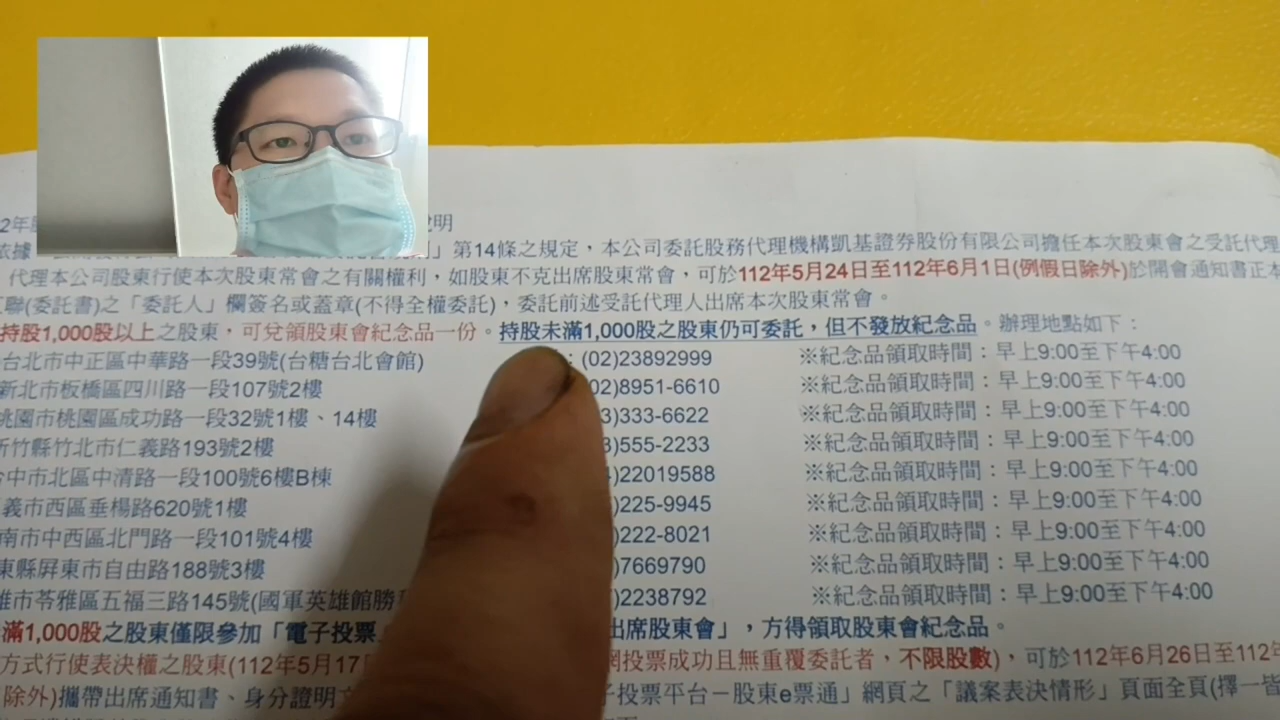 2年股 說明
依據 」第14條之規定，本公司委託股務代理機構凱基證券股份有限公司擔任本次股東會之受託代理
代理本公司股東行使本次股東常會之有關權利，如股東不克出席股東常會，可於112年5月24日至112年6月1日(例假日除外)於開會通知書正本
聯(委託書)之「委託人」欄簽名或蓋章(不得全權委託)，委託前述受託代理人出席本次股東常會。
持股1,000股以上之股東，可兌領股東會紀念品一份。持股未滿1,000股之股東仍可委託，但不發放紀念品。辦理地點如下：
台北市中正區中華路一段39號(台糖台北會館) : (02)23892999 ※紀念品領取時間：早上9:00至下午4:00
新北市板橋區四川路一段107號2樓 02)8951-6610 ※紀念品領取時間：早上9:00至下午4:00
桃園市桃園區成功路一段32號1樓、14樓 3)333-6622 ※紀念品領取時間：早上9:00至下午4:00
新竹縣竹北市仁義路193號2樓 3)555-2233 ※紀念品領取時間：早上9:00至下午4:00
台中市北區中清路一段100號6樓B棟 4)22019588 ※紀念品領取時間：早上9:00至下午4:00
義市西區垂楊路620號1樓 )225-9945 ※紀念品領取時間：早上9:00至下午4:00
南市中西區北門路一段101號4樓 )222-8021 ※紀念品領取時間：早上9:00至下午4:00
東縣屏東市自由路188號3樓 )7669790 ※紀念品領取時間：早上9:00至下午4:00
雄市苓雅區五福三路145號(國軍英雄館勝 )2238792 ※紀念品領取時間：早上9:00至下午4:00
滿1,000股之股東僅限參加「電子投票 出席股東會」，方得領取股東會紀念品。
方式行使表決權之股東(112年5月17 網投票成功且無重覆委託者，不限股數)，可於112年6月26日至112年
除外)攜帶出席通知書、身分證明文 子投票平台－股東e票通」網頁之「議案表決情形」頁面全頁(擇一皆